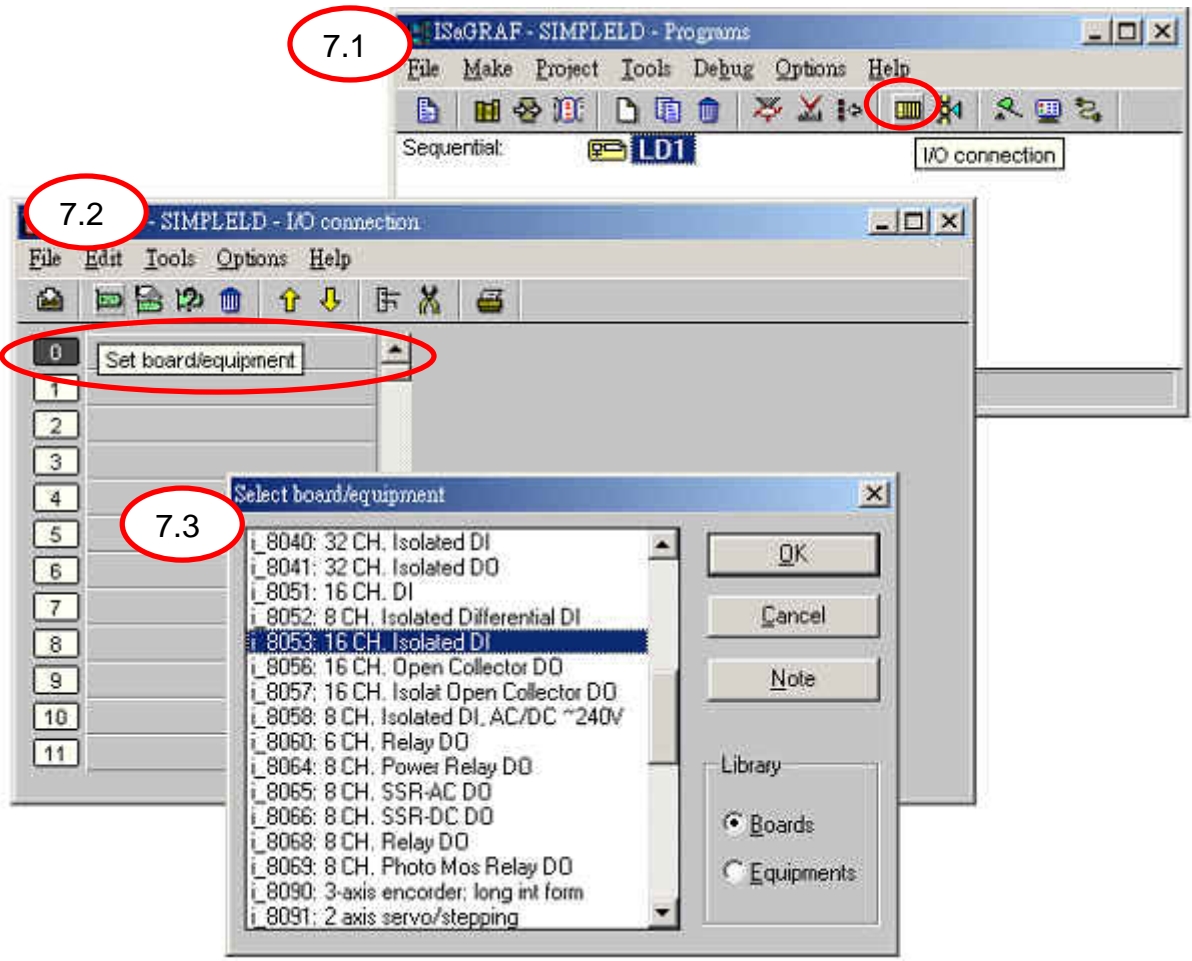 7.1
ISaGRAF - SIMPLELD - Programs
File Make Project Tools Debug Options Help
Sequential: LD1
I/O connection
7.2
- SIMPLELD - I/O connection
File Edit Tools Options Help
0
Set board/equipment
1
2
3
4
5
6
7
8
9
10
11
7.3
Select board/equipment
i_8040: 32 CH. Isolated DI
i_8041: 32 CH. Isolated DO
i_8051: 16 CH. DI
i_8052: 8 CH. Isolated Differential DI
i_8053: 16 CH. Isolated DI
i_8056: 16 CH. Open Collector DO
i_8057: 16 CH. Isolat Open Collector DO
i_8058: 8 CH. Isolated DI, AC/DC ~240V
i_8060: 6 CH. Relay DO
i_8064: 8 CH. Power Relay DO
i_8065: 8 CH. SSR-AC DO
i_8066: 8 CH. SSR-DC DO
i_8068: 8 CH. Relay DO
i_8069: 8 CH. Photo Mos Relay DO
i_8090: 3-axis encorder; long int form
i_8091: 2 axis servo/stepping
OK
Cancel
Note
Library
Boards
Equipments